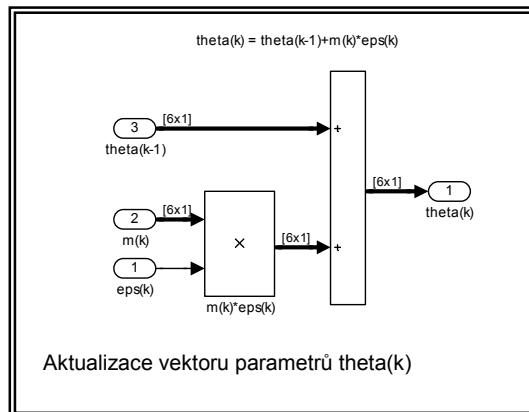 theta(k) = theta(k-1)+m(k)*eps(k)
[6x1]
3
+
theta(k-1)
[6x1]
1
theta(k)
[6x1]
2
m(k)
×
[6x1]
+
1
eps(k)
m(k)*eps(k)
Aktualizace vektoru parametrů theta(k)